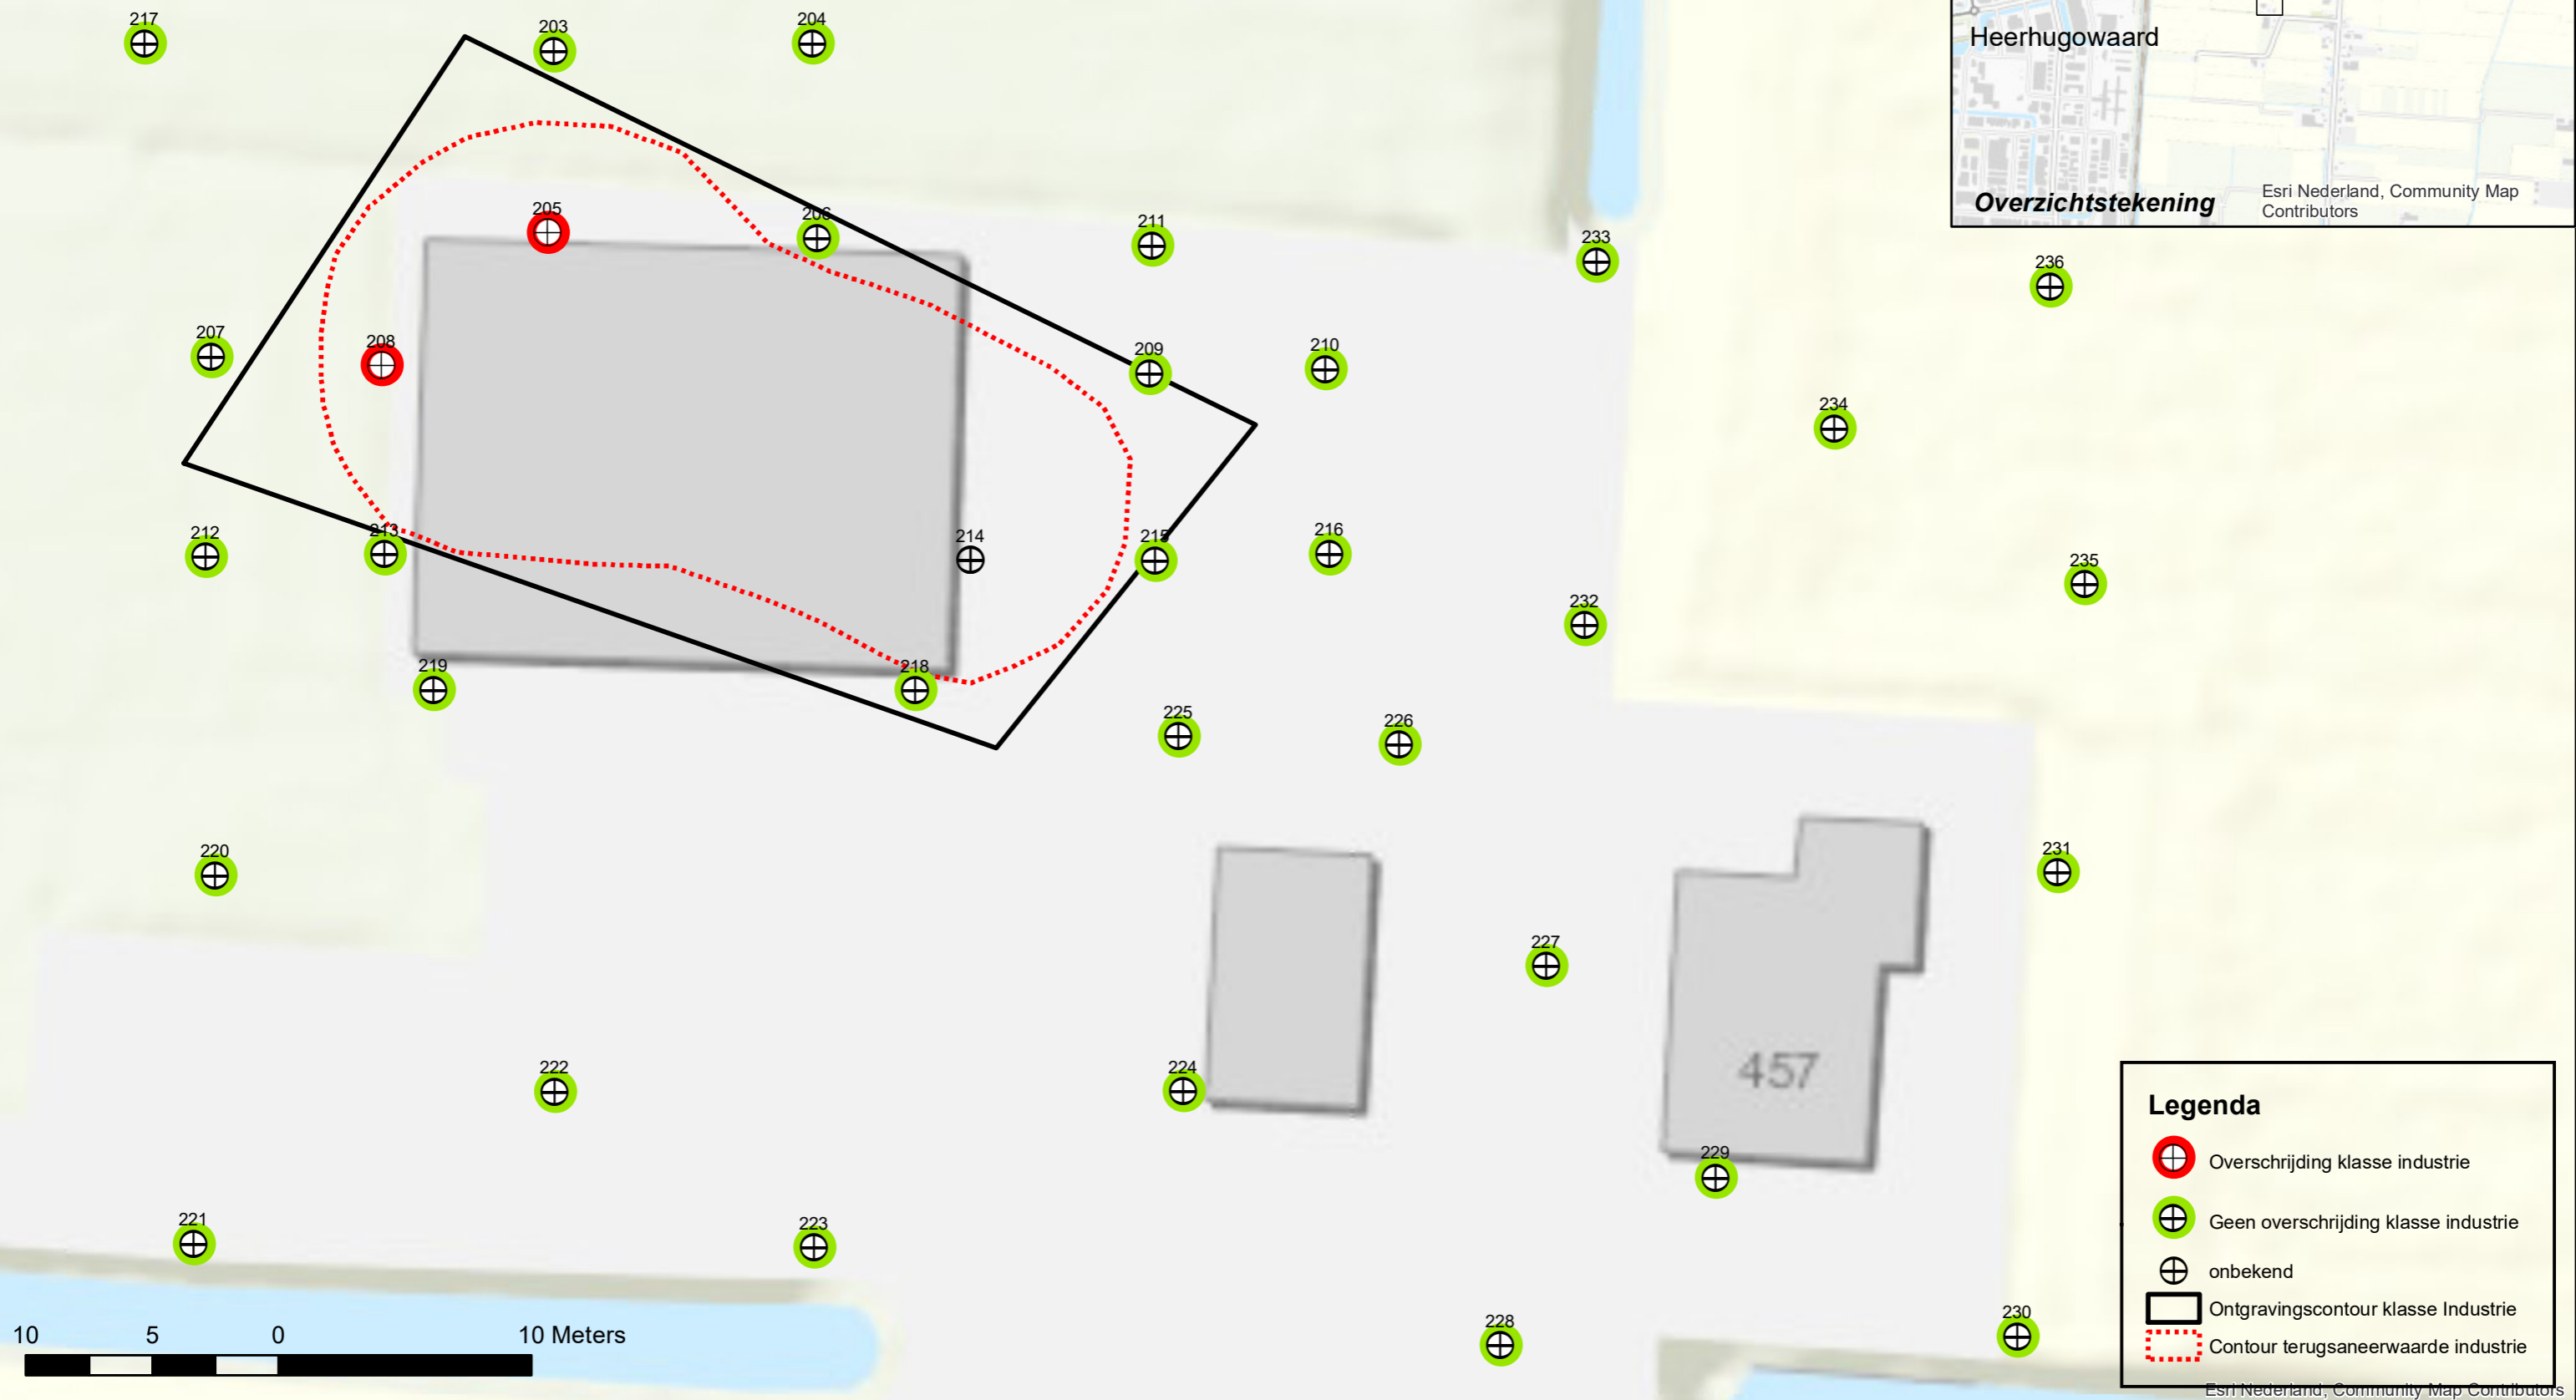 217
203
204
Heerhugowaard
Overzichtstekening
Esri Nederland, Community Map
Contributors
205
206
211
233
236
207
208
209
210
234
212
213
214
215
216
235
232
219
218
225
226
220
231
227
222
224
457
229
221
223
228
230
10 5 0 10 Meters
Legenda
Overschrijding klasse industrie
Geen overschrijding klasse industrie
onbekend
Ontgravingscontour klasse Industrie
Contour terugsaneerwaarde industrie
Esri Nederland, Community Map Contributors